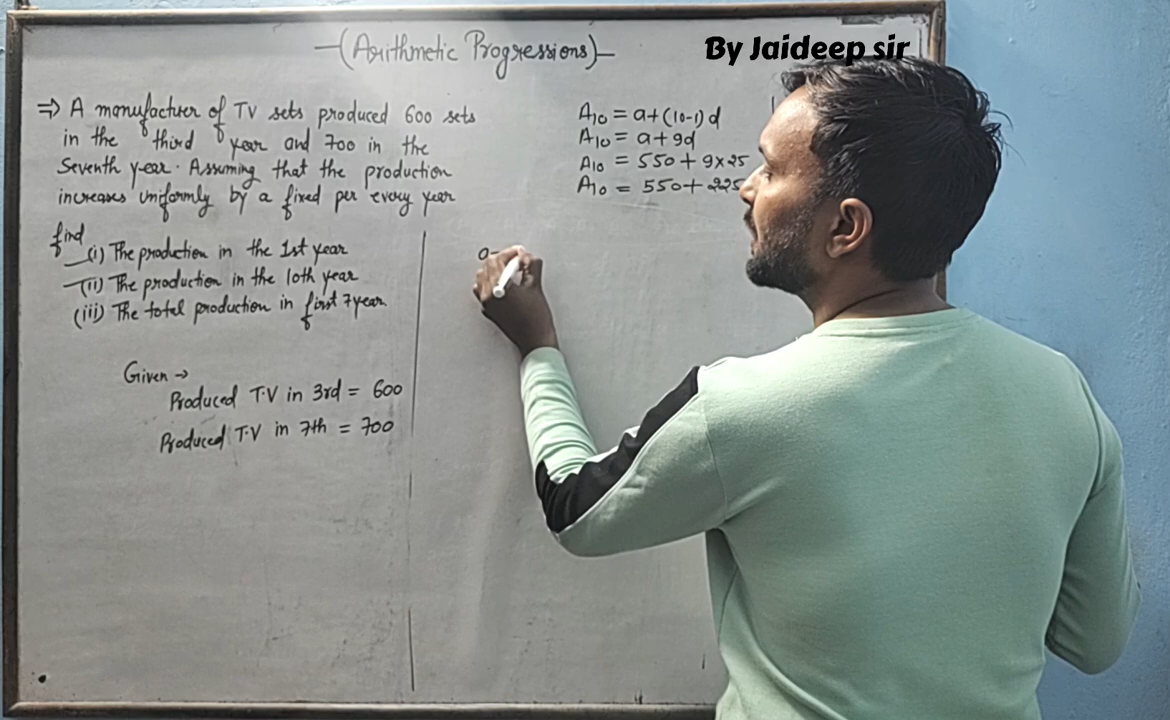 (Arithmetic Progressions)
By Jaideep sir
⇒ A manufactuer of TV sets produced 600 sets
in the third year and 700 in the
Seventh year. Assuming that the production
increases uniformly by a fixed per every year
find
(i) The production in the 1st year
(ii) The production in the 10th year
(iii) The total production in first 7year.
Given →
Produced T.V in 3rd = 600
Produced T.V in 7th = 700
A10 = a+(10-1)d
A10 = a+9d
A10 = 550+9×25
A10 = 550+225
a